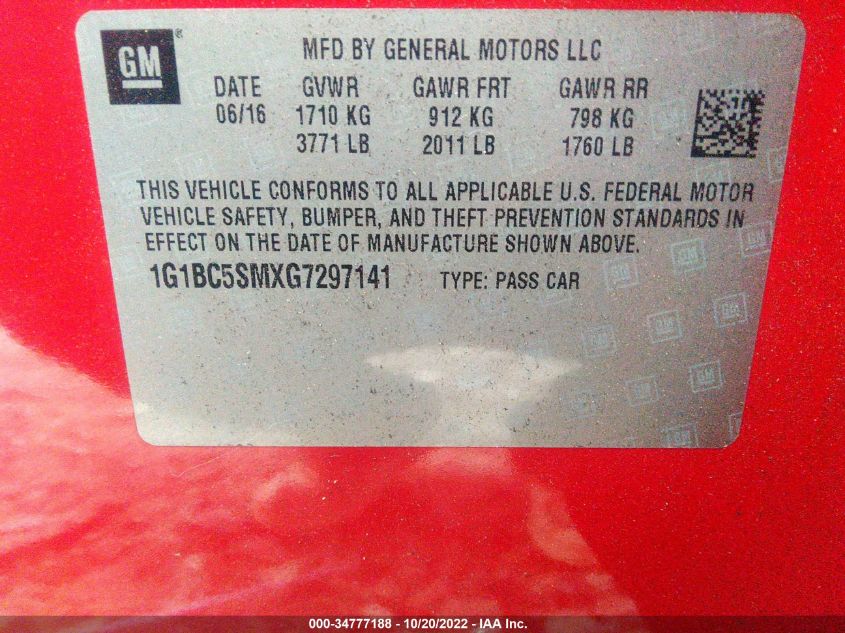 GM ®
MFD BY GENERAL MOTORS LLC
DATE GVWR GAWR FRT GAWR RR
06/16 1710 KG 912 KG 798 KG
3771 LB 2011 LB 1760 LB
THIS VEHICLE CONFORMS TO ALL APPLICABLE U.S. FEDERAL MOTOR
VEHICLE SAFETY, BUMPER, AND THEFT PREVENTION STANDARDS IN
EFFECT ON THE DATE OF MANUFACTURE SHOWN ABOVE.
1G1BC5SMXG7297141 TYPE: PASS CAR
000-34777188 - 10/20/2022 - IAA Inc.